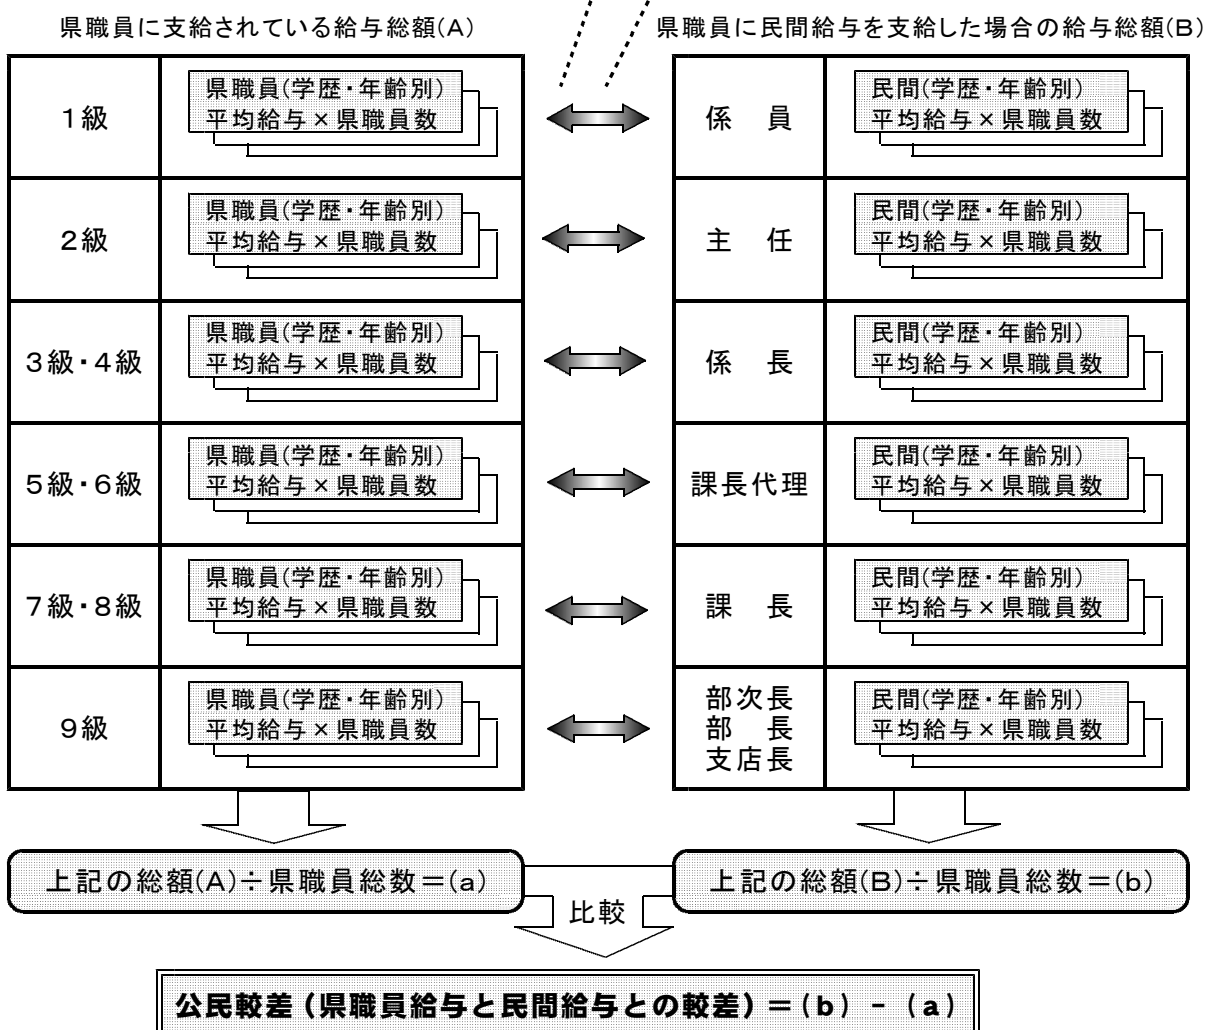 県職員に支給されている給与総額(A)
県職員に民間給与を支給した場合の給与総額(B)
1級
県職員(学歴・年齢別)
平均給与×県職員数
係　員
民間(学歴・年齢別)
平均給与×県職員数
2級
県職員(学歴・年齢別)
平均給与×県職員数
主　任
民間(学歴・年齢別)
平均給与×県職員数
3級・4級
県職員(学歴・年齢別)
平均給与×県職員数
係　長
民間(学歴・年齢別)
平均給与×県職員数
5級・6級
県職員(学歴・年齢別)
平均給与×県職員数
課長代理
民間(学歴・年齢別)
平均給与×県職員数
7級・8級
県職員(学歴・年齢別)
平均給与×県職員数
課　長
民間(学歴・年齢別)
平均給与×県職員数
9級
県職員(学歴・年齢別)
平均給与×県職員数
部次長
部　長
支店長
民間(学歴・年齢別)
平均給与×県職員数
上記の総額(A)÷県職員総数＝(a)
上記の総額(B)÷県職員総数＝(b)
比較
公民較差（県職員給与と民間給与との較差）＝(b) － (a)